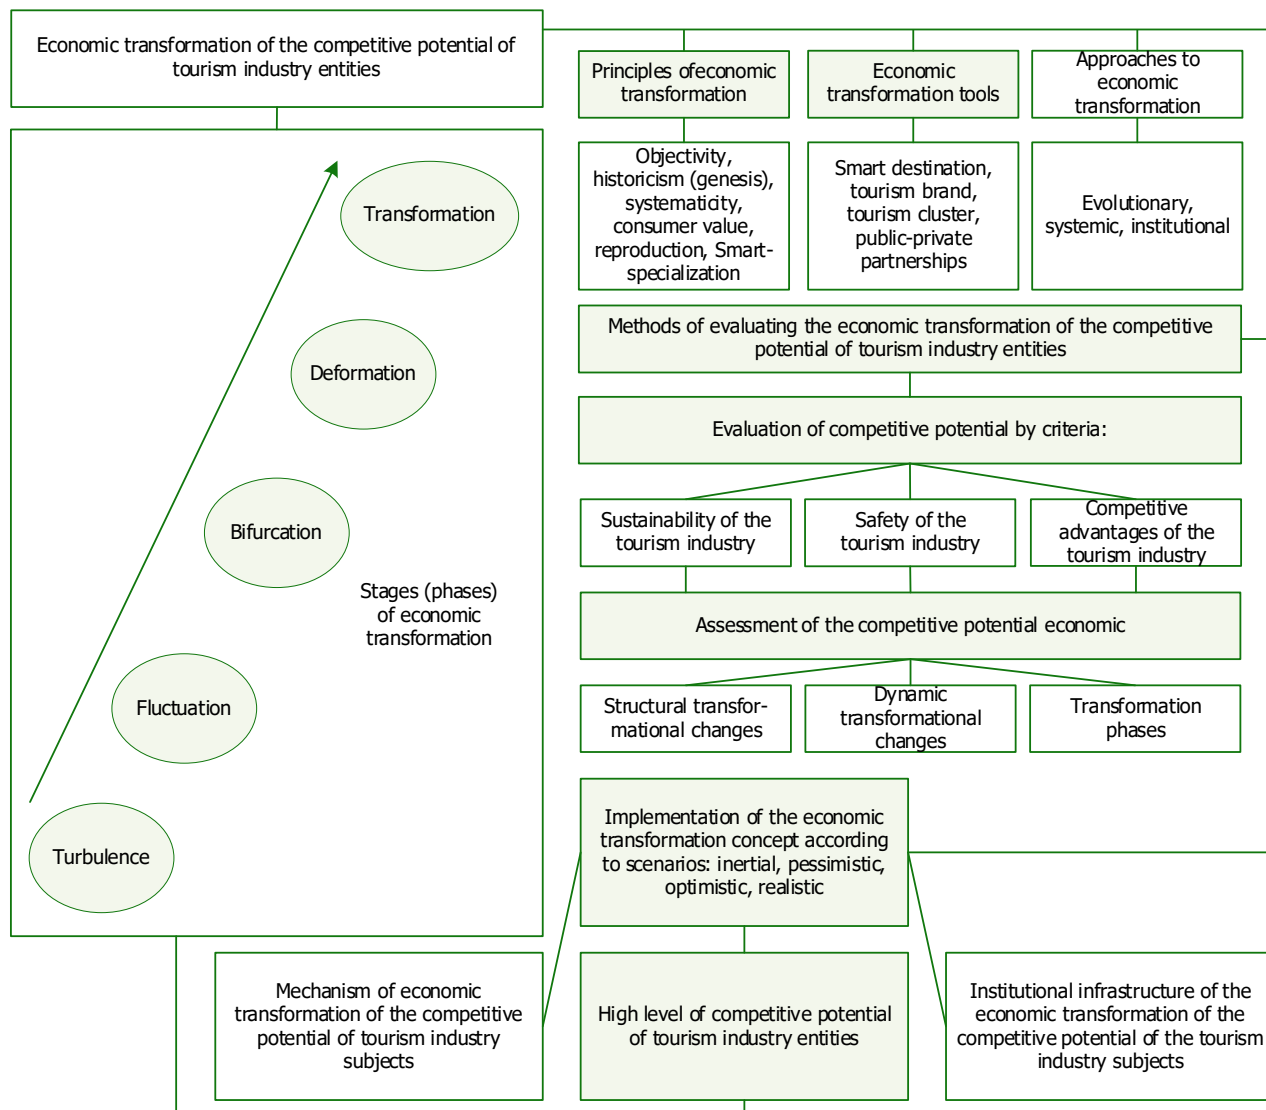 Economic transformation of the competitive potential of
tourism industry entities
Principles ofeconomic
transformation
Economic
transformation tools
Approaches to
economic
transformation
Objectivity,
historicism (genesis),
systematicity,
consumer value,
reproduction, Smart-
specialization
Smart destination,
tourism brand,
tourism cluster,
public-private
partnerships
Evolutionary,
systemic, institutional
Transformation
Deformation
Bifurcation
Stages (phases)
of economic
transformation
Fluctuation
Turbulence
Methods of evaluating the economic transformation of the competitive
potential of tourism industry entities
Evaluation of competitive potential by criteria:
Sustainability of the
tourism industry
Safety of the
tourism industry
Competitive
advantages of the
tourism industry
Assessment of the competitive potential economic
Structural transfor-
mational changes
Dynamic
transformational
changes
Transformation
phases
Implementation of the economic
transformation concept according
to scenarios: inertial, pessimistic,
optimistic, realistic
Mechanism of economic
transformation of the competitive
potential of tourism industry
subjects
High level of competitive potential
of tourism industry entities
Institutional infrastructure of the
economic transformation of the
competitive potential of the tourism
industry subjects